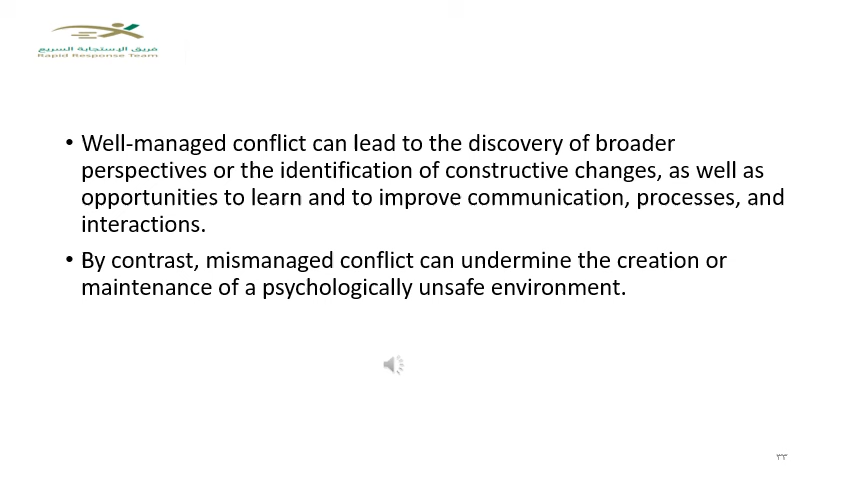 فريق الإستجابة السريع
Rapid Response Team
• Well-managed conflict can lead to the discovery of broader
perspectives or the identification of constructive changes, as well as
opportunities to learn and to improve communication, processes, and
interactions.
• By contrast, mismanaged conflict can undermine the creation or
maintenance of a psychologically unsafe environment.
٣٣